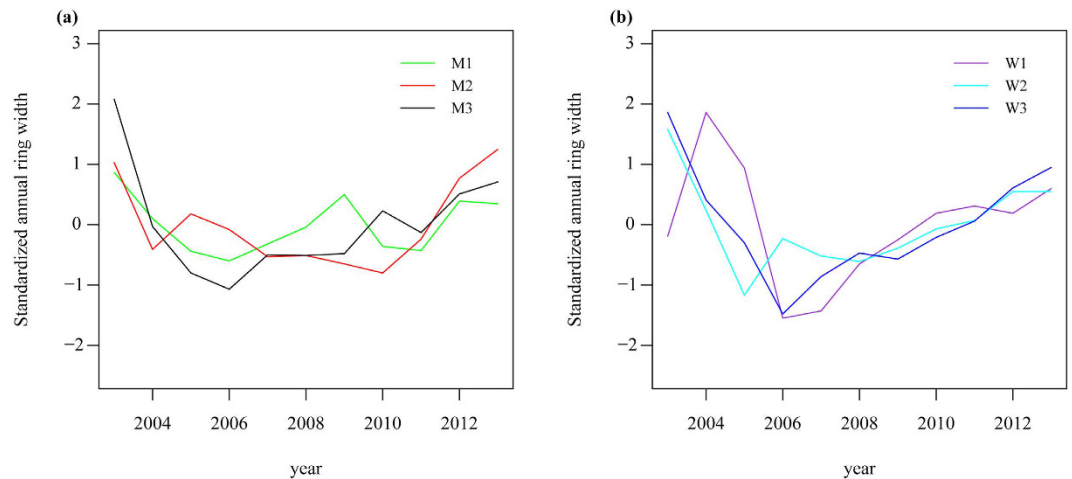 (a)
Standardized annual ring width
3
2
1
0
−1
−2
M1
M2
M3
2004 2006 2008 2010 2012
year
(b)
Standardized annual ring width
3
2
1
0
−1
−2
W1
W2
W3
2004 2006 2008 2010 2012
year